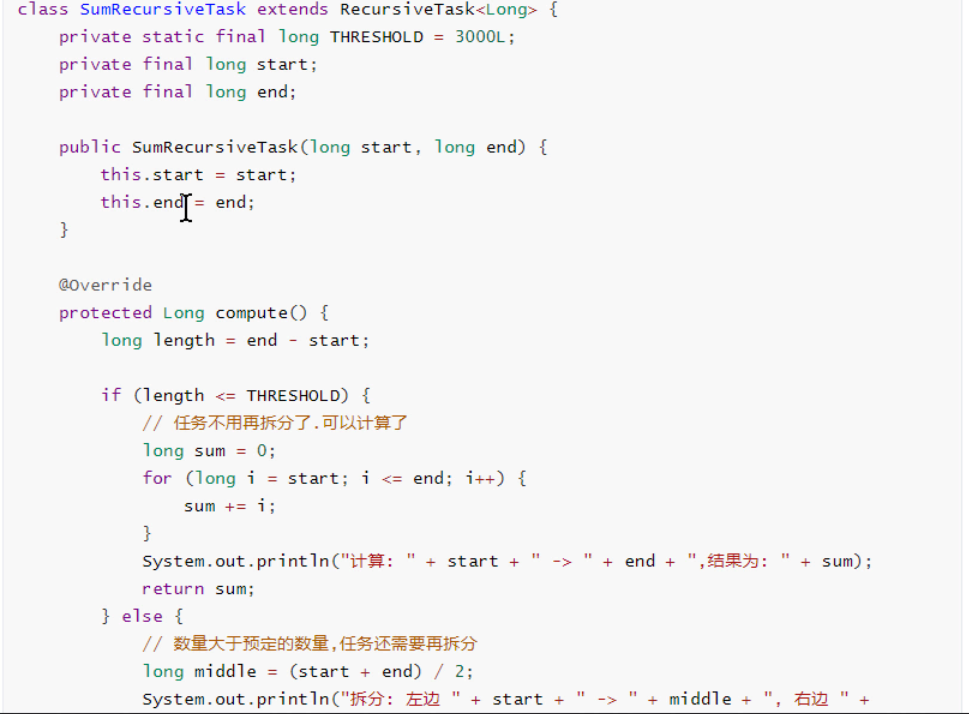 class SumRecursiveTask extends RecursiveTask<Long> {
    private static final long THRESHOLD = 3000L;
    private final long start;
    private final long end;

    public SumRecursiveTask(long start, long end) {
        this.start = start;
        this.end = end;
    }

    @Override
    protected Long compute() {
        long length = end - start;

        if (length <= THRESHOLD) {
            // 任务不用再拆分了.可以计算了
            long sum = 0;
            for (long i = start; i <= end; i++) {
                sum += i;
            }
            System.out.println("计算: " + start + " -> " + end + ",结果为: " + sum);
            return sum;
        } else {
            // 数量大于预定的数量,任务还需要再拆分
            long middle = (start + end) / 2;
            System.out.println("拆分: 左边 " + start + " -> " + middle + ", 右边 " +